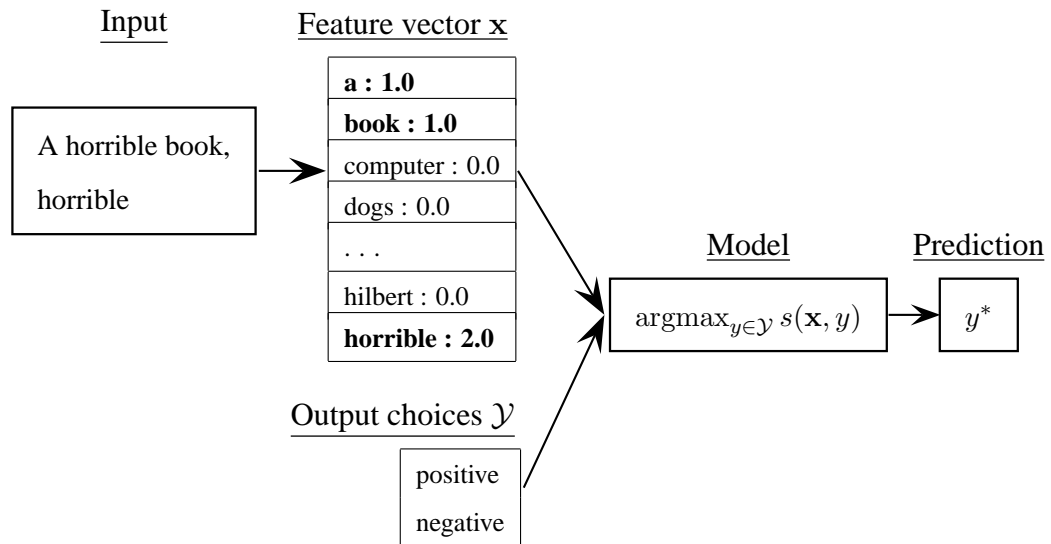 Input
A horrible book,
horrible
Feature vector x
a : 1.0
book : 1.0
computer : 0.0
dogs : 0.0
. . .
hilbert : 0.0
horrible : 2.0
Output choices 𝒴
positive
negative
Model
argmax_{y∈𝒴} s(x, y)
Prediction
y*